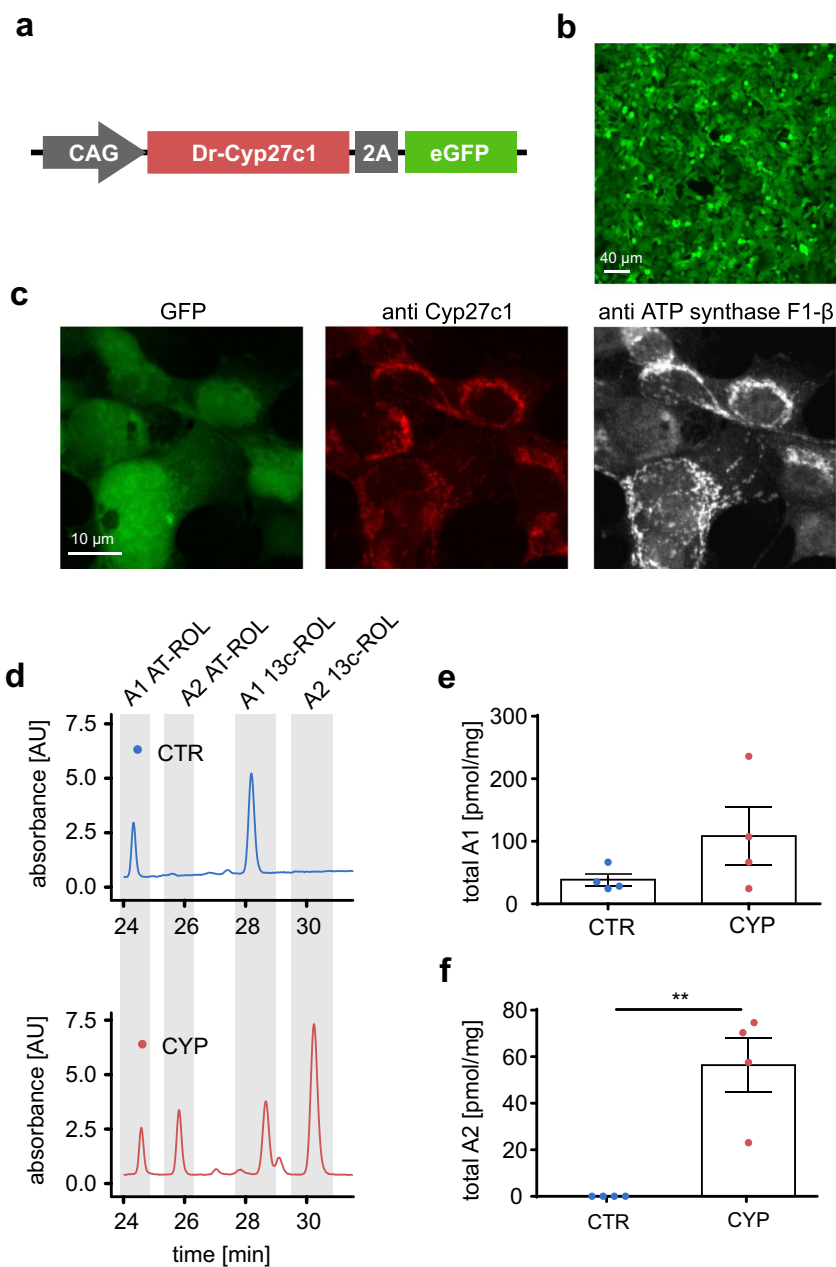 a
b
CAG
Dr-Cyp27c1
2A
eGFP
40 µm
c
GFP
anti Cyp27c1
anti ATP synthase F1-β
10 µm
d
A1 AT-ROL
A2 AT-ROL
A1 13c-ROL
A2 13c-ROL
absorbance [AU]
7.5
5.0
2.5
0.0
CTR
24
26
28
30
absorbance [AU]
7.5
5.0
2.5
0.0
CYP
24
26
28
30
time [min]
e
total A1 [pmol/mg]
300
200
100
0
CTR
CYP
f
total A2 [pmol/mg]
80
60
40
20
0
**
CTR
CYP